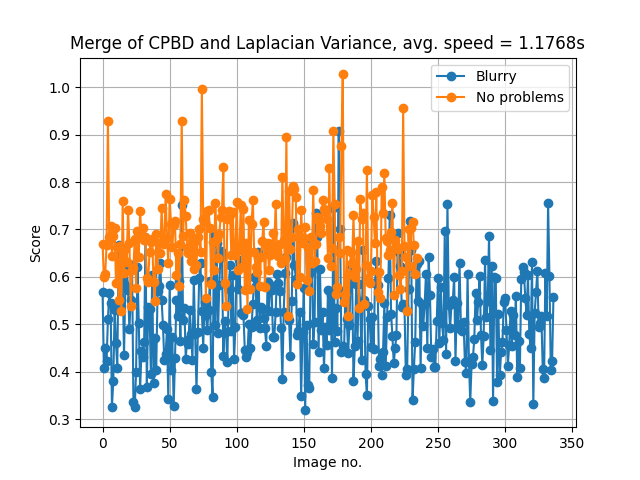 Merge of CPBD and Laplacian Variance, avg. speed = 1.1768s
Blurry
No problems
Score
1.0
0.9
0.8
0.7
0.6
0.5
0.4
0.3
0 50 100 150 200 250 300 350
Image no.